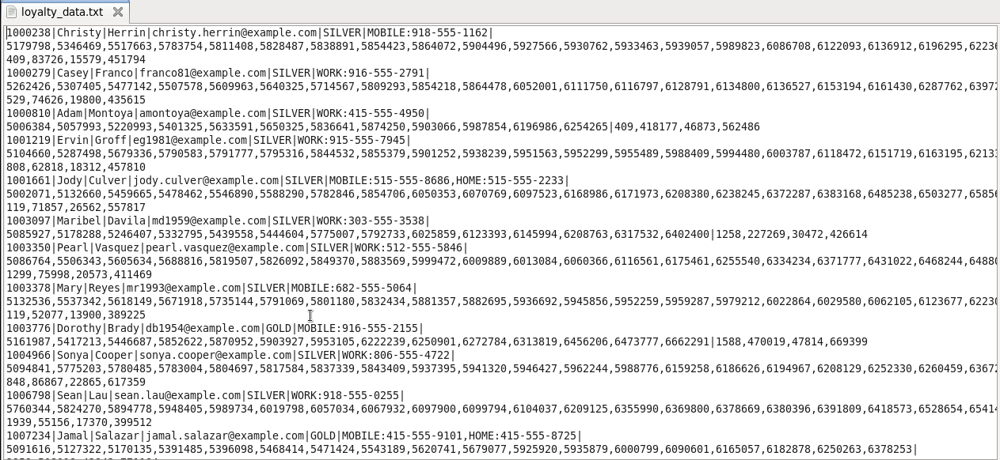 loyalty_data.txt
1000238|Christy|Herrin|christy.herrin@example.com|SILVER|MOBILE:918-555-1162|
5179798,5346469,5517663,5783754,5811408,5828487,5838891,5854423,5864072,5904496,5927566,5930762,5933463,5939057,5989823,6086708,6122093,6136912,6196295,62236
409,83726,15579,451794
1000279|Casey|Franco|franco81@example.com|SILVER|WORK:916-555-2791|
5262426,5307405,5477142,5507578,5609963,5640325,5714567,5809293,5854218,5864478,6052001,6111750,6116797,6128791,6134800,6136527,6153194,6161430,6287762,63972
529,74626,19800,435615
1000810|Adam|Montoya|amontoya@example.com|SILVER|WORK:415-555-4950|
5006384,5057993,5220993,5401325,5633591,5650325,5836641,5874250,5903066,5987854,6196986,6254265|409,418177,46873,562486
1001219|Ervin|Groff|eg1981@example.com|SILVER|WORK:915-555-7945|
5104660,5287498,5679336,5790583,5791777,5795316,5844532,5855379,5901252,5938239,5951563,5952299,5955489,5988409,5994480,6003787,6118472,6151719,6163195,62133
808,62818,18312,457810
1001661|Jody|Culver|jody.culver@example.com|SILVER|MOBILE:515-555-8686,HOME:515-555-2233|
5002071,5132660,5459665,5478462,5546890,5588290,5782846,5854706,6050353,6070769,6097523,6168986,6171973,6208380,6238245,6372287,6383168,6485238,6503277,65856
119,71857,26562,557817
1003097|Maribel|Davila|md1959@example.com|SILVER|WORK:303-555-3538|
5085927,5178288,5246407,5332795,5439558,5444604,5775007,5792733,6025859,6123393,6145994,6208763,6317532,6402400|1258,227269,30472,426614
1003350|Pearl|Vasquez|pearl.vasquez@example.com|SILVER|WORK:512-555-5846|
5086764,5506343,5605634,5688816,5819507,5826092,5849370,5883569,5999472,6009889,6013084,6060366,6116561,6175461,6255540,6334234,6371777,6431022,6468244,64880
1299,75998,20573,411469
1003378|Mary|Reyes|mr1993@example.com|SILVER|MOBILE:682-555-5064|
5132536,5537342,5618149,5671918,5735144,5791069,5801180,5832434,5881357,5882695,5936692,5945856,5952259,5959287,5979212,6022864,6029580,6062105,6123677,62230
119,52077,13900,389225
1003776|Dorothy|Brady|db1954@example.com|GOLD|MOBILE:916-555-2155|
5161987,5417213,5446687,5852622,5870952,5903927,5953105,6222239,6250901,6272784,6313819,6456206,6473777,6662291|1588,470019,47814,669399
1004966|Sonya|Cooper|sonya.cooper@example.com|SILVER|WORK:806-555-4722|
5094841,5775203,5780485,5783004,5804697,5817584,5837339,5843409,5937395,5941320,5946427,5962244,5988776,6159258,6186626,6194967,6208129,6252330,6260459,63672
848,86867,22865,617359
1006798|Sean|Lau|sean.lau@example.com|SILVER|WORK:918-555-0255|
5760344,5824270,5894778,5948405,5989734,6019798,6057034,6067932,6097900,6099794,6104037,6209125,6355990,6369800,6378669,6380396,6391809,6418573,6528654,65414
1939,55156,17370,399512
1007234|Jamal|Salazar|jamal.salazar@example.com|GOLD|MOBILE:415-555-9101,HOME:415-555-8725|
5091616,5127322,5170135,5391485,5396098,5468414,5471424,5543189,5620741,5679077,5925920,5935879,6000799,6090601,6165057,6182878,6250263,6378253|